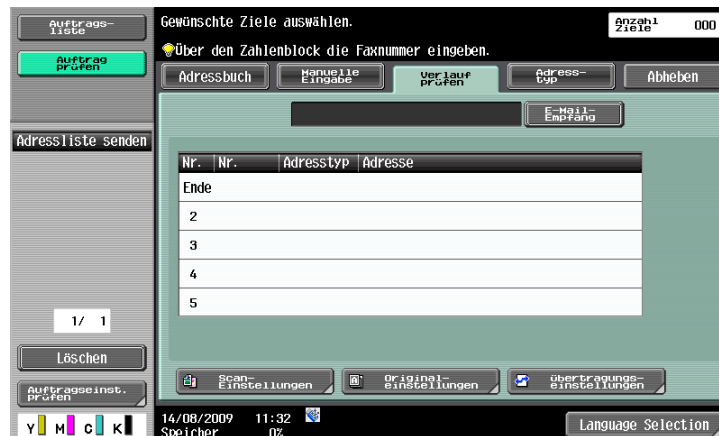 Auftrags-
liste
Auftrag
prüfen
Adressliste senden
1/ 1
Löschen
Auftragseinst.
prüfen
Y M C K
Gewünschte Ziele auswählen.
Anzahl
Ziele 000
Über den Zahlenblock die Faxnummer eingeben.
Adressbuch
Manuelle
Eingabe
Verlauf
prüfen
Adress-
typ
Abheben
E-Mail-
Empfang
Nr. Nr. Adresstyp Adresse
Ende
2
3
4
5
Scan-
Einstellungen
Original-
einstellungen
übertragungs-
einstellungen
14/08/2009 11:32
Speicher 0%
Language Selection